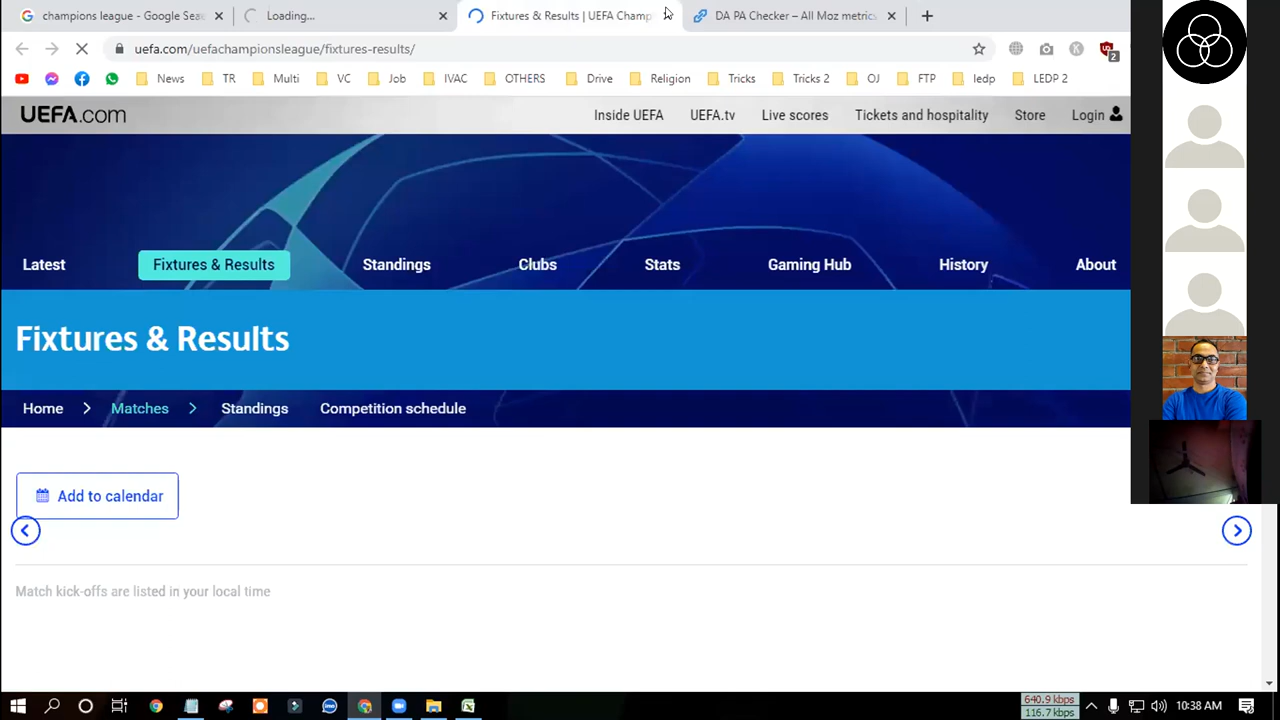 champions league - Google Sea
Loading...
Fixtures & Results | UEFA Champ
DA PA Checker – All Moz metrics
uefa.com/uefachampionsleague/fixtures-results/
2
News
TR
Multi
VC
Job
IVAC
OTHERS
Drive
Religion
Tricks
Tricks 2
OJ
FTP
ledp
LEDP 2
UEFA.com
Inside UEFA
UEFA.tv
Live scores
Tickets and hospitality
Store
Login
Latest
Fixtures & Results
Standings
Clubs
Stats
Gaming Hub
History
About
Fixtures & Results
Home
Matches
Standings
Competition schedule
Add to calendar
Match kick-offs are listed in your local time
640.9 kbps
116.7 kbps
10:38 AM